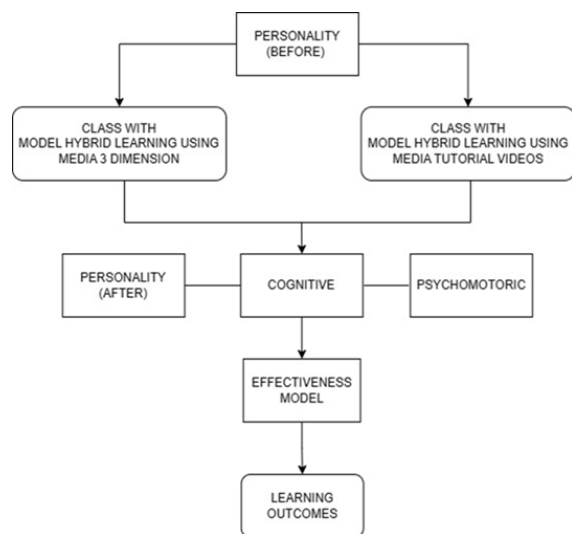 PERSONALITY
(BEFORE)
CLASS WITH
MODEL HYBRID LEARNING USING
MEDIA 3 DIMENSION
CLASS WITH
MODEL HYBRID LEARNING USING
MEDIA TUTORIAL VIDEOS
PERSONALITY
(AFTER)
COGNITIVE
PSYCHOMOTORIC
EFFECTIVENESS
MODEL
LEARNING
OUTCOMES